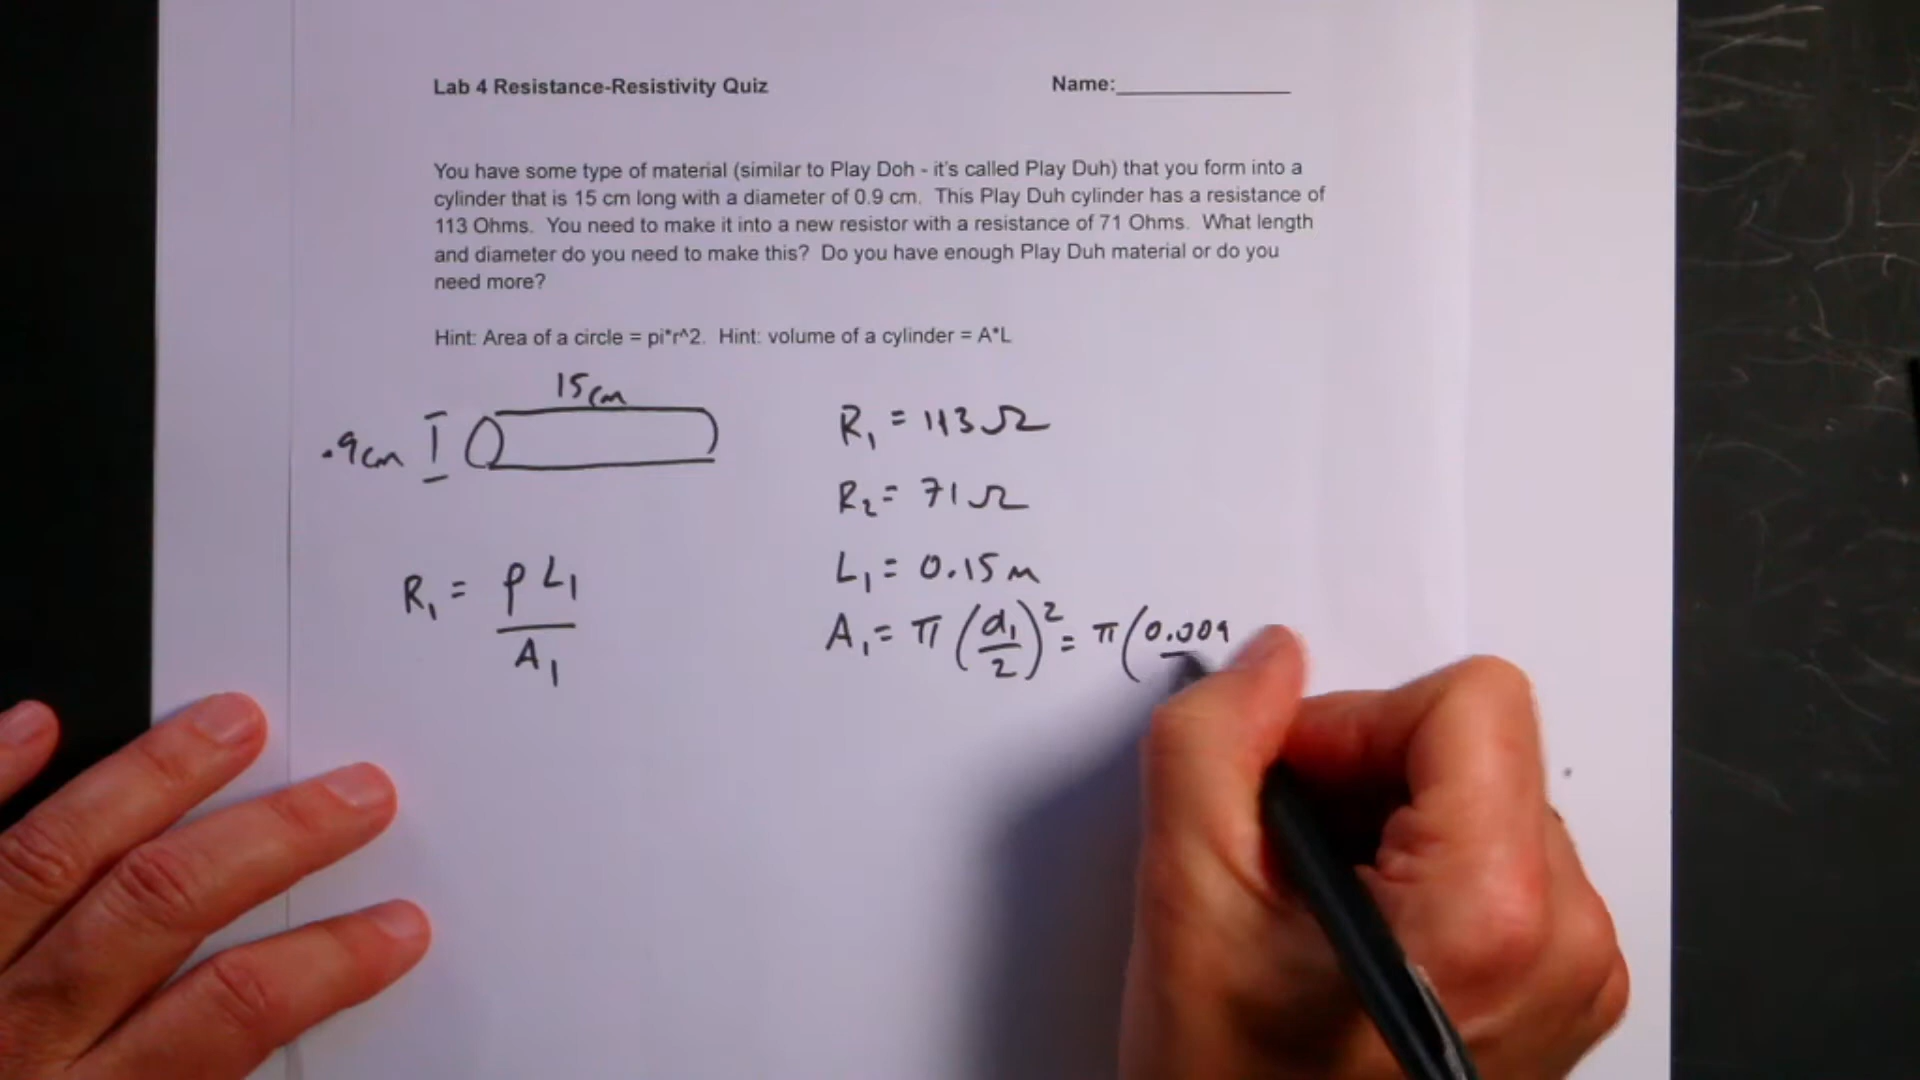 Lab 4 Resistance-Resistivity Quiz Name:______________
You have some type of material (similar to Play Doh - it's called Play Duh) that you form into a
cylinder that is 15 cm long with a diameter of 0.9 cm. This Play Duh cylinder has a resistance of
113 Ohms. You need to make it into a new resistor with a resistance of 71 Ohms. What length
and diameter do you need to make this? Do you have enough Play Duh material or do you
need more?
Hint: Area of a circle = pi*r^2. Hint: volume of a cylinder = A*L
15cm
.9cm
R₁ = 113 Ω
R₂ = 71 Ω
R₁ = ρL₁/A₁
L₁ = 0.15 m
A₁ = π (d₁/2)² = π (0.009